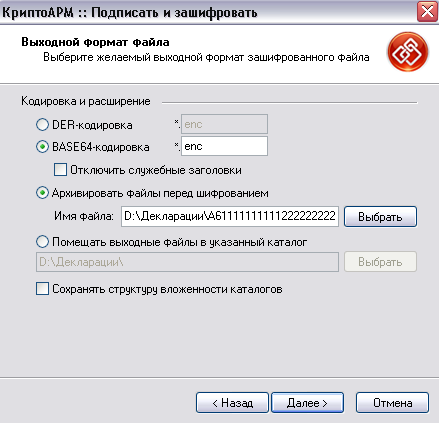 КриптоАРМ :: Подписать и зашифровать
Выходной формат файла
Выберите желаемый выходной формат зашифрованного файла
Кодировка и расширение
DER-кодировка *. enc
BASE64-кодировка *. enc
Отключить служебные заголовки
Архивировать файлы перед шифрованием
Имя файла: D:\Декларации\А61111111111222222222 Выбрать
Помещать выходные файлы в указанный каталог
D:\Декларации\ Выбрать
Сохранять структуру вложенности каталогов
< Назад Далее > Отмена